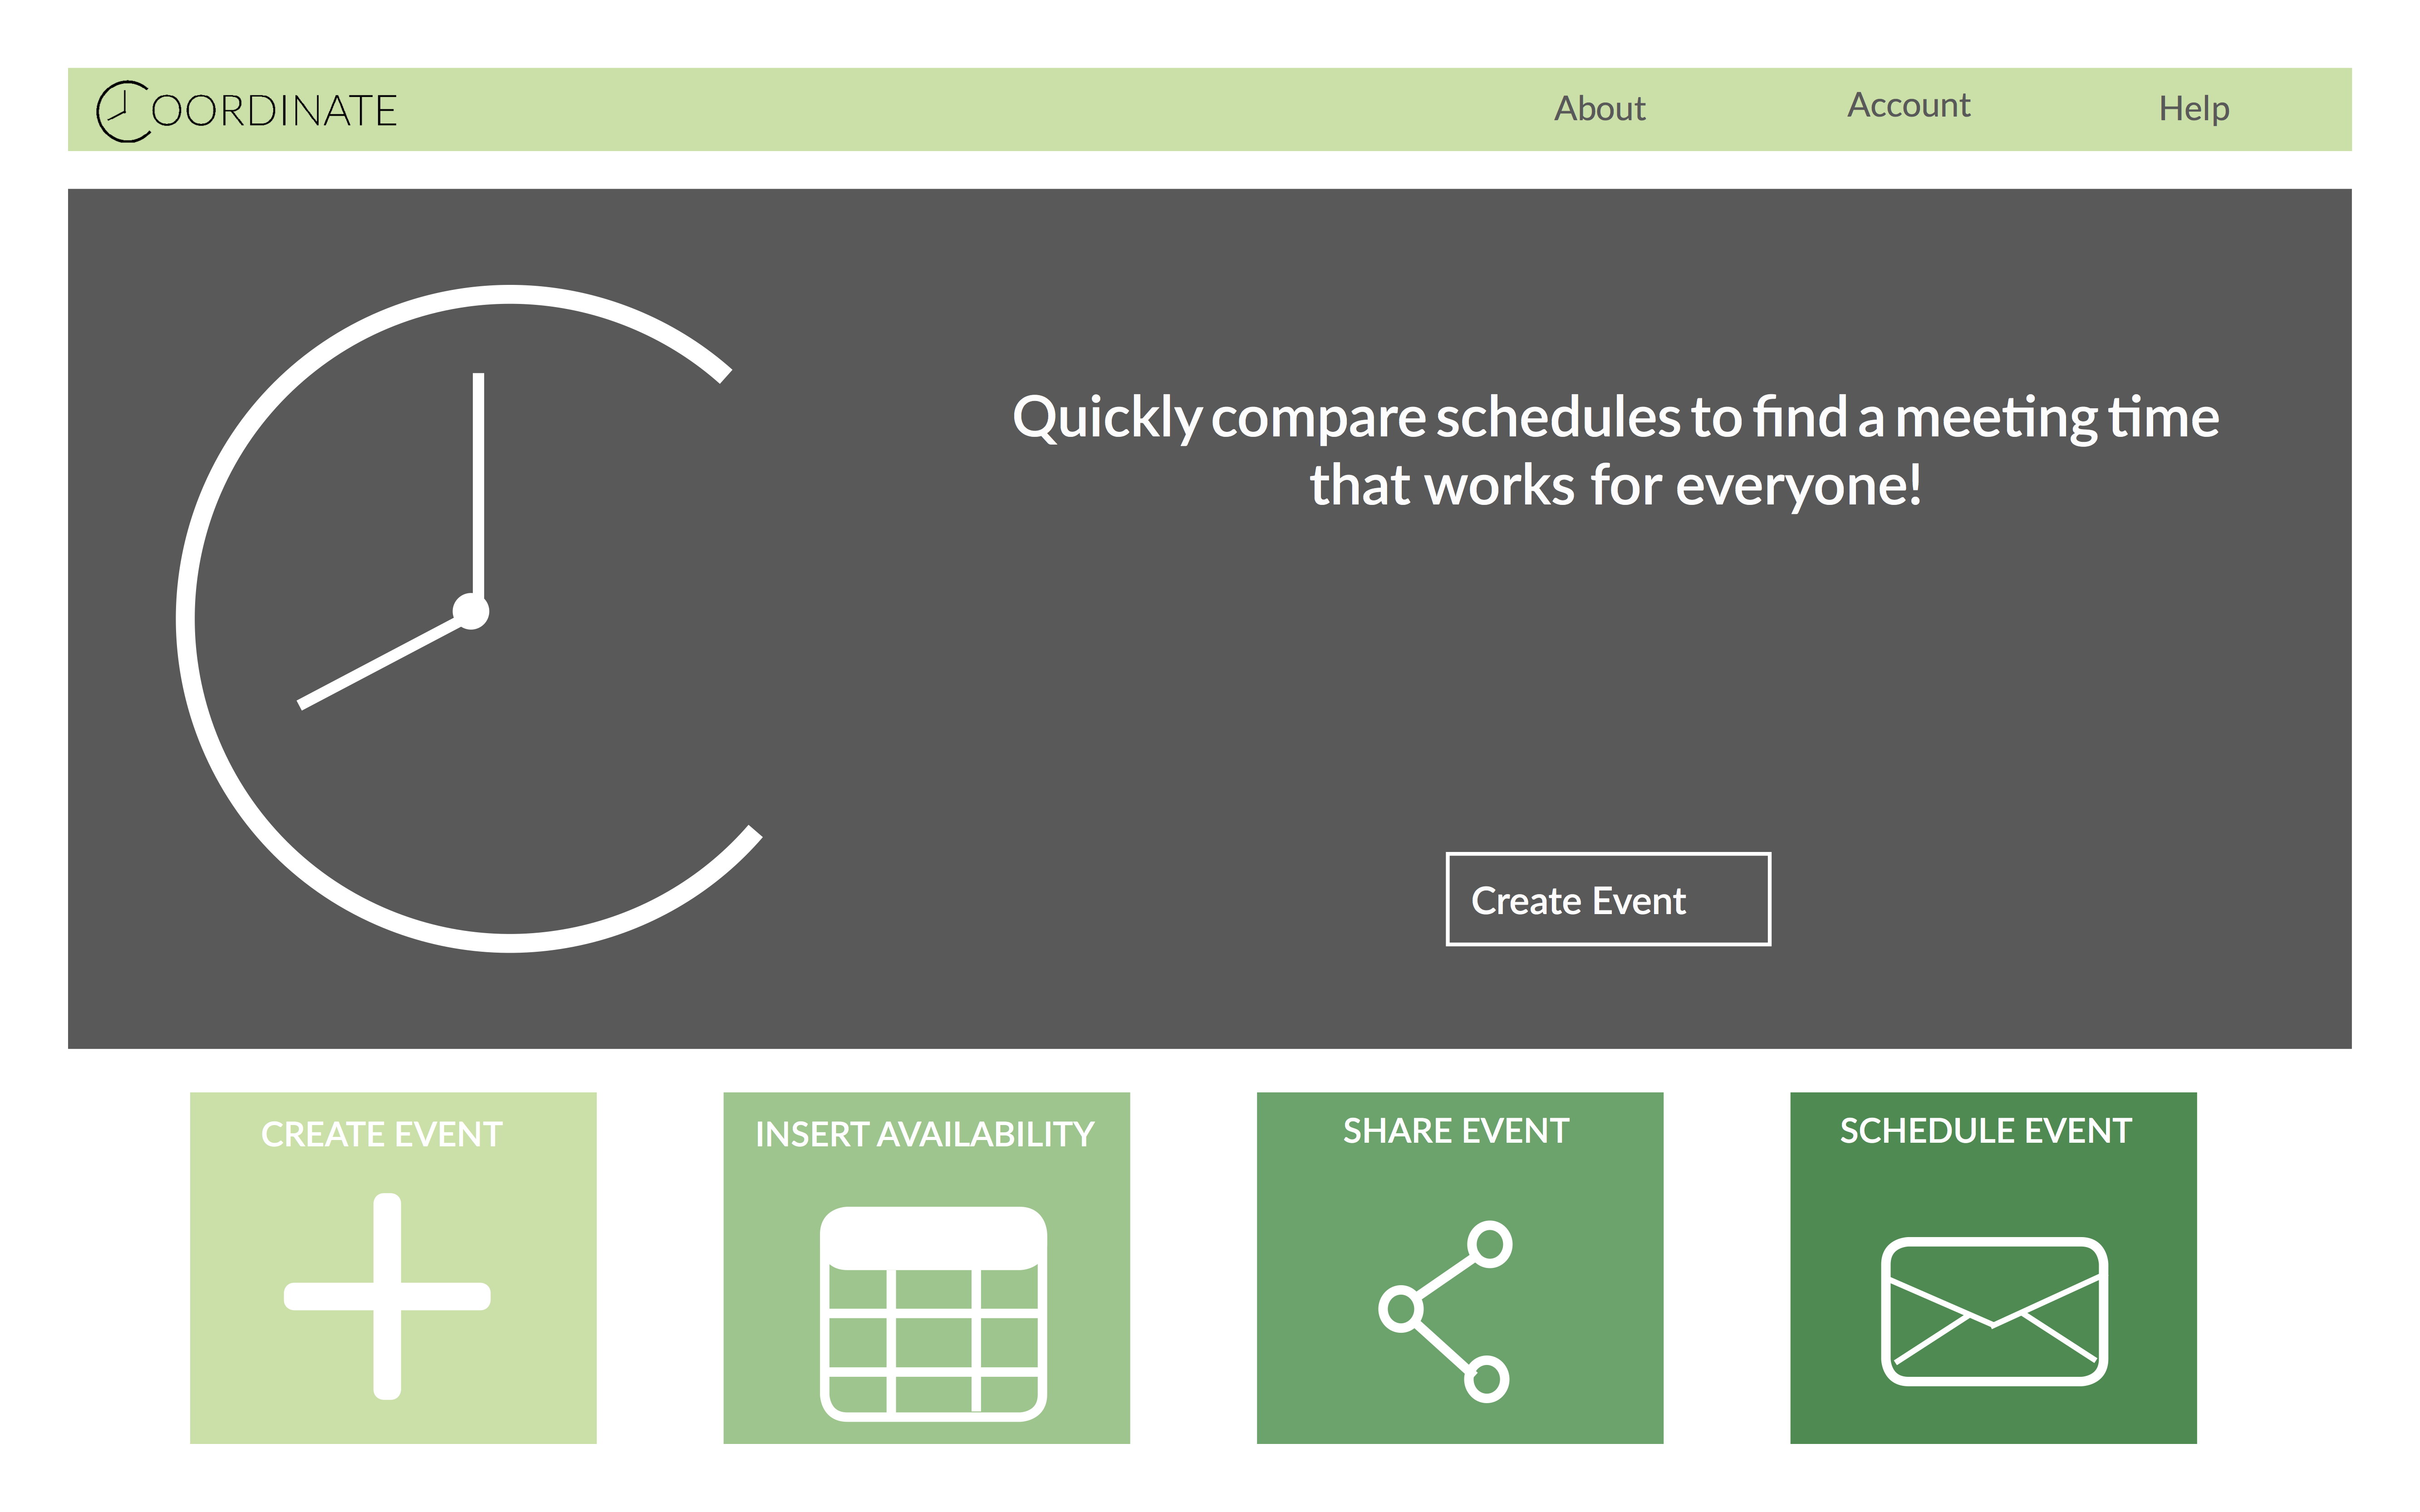 COORDINATE
About
Account
Help
Quickly compare schedules to find a meeting time
that works for everyone!
Create Event
CREATE EVENT
INSERT AVAILABILITY
SHARE EVENT
SCHEDULE EVENT